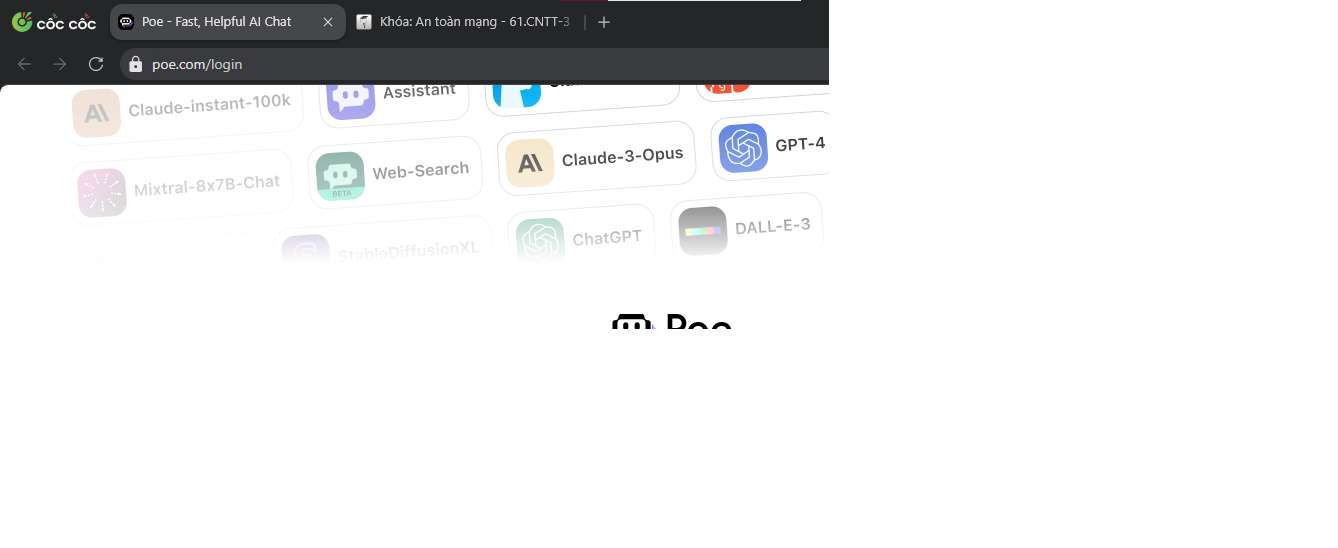 cốc cốc
Poe - Fast, Helpful AI Chat
Khóa: An toàn mạng - 61.CNTT-3
poe.com/login
Claude-instant-100k
Assistant
Mixtral-8x7B-Chat
Web-Search
BETA
Claude-3-Opus
GPT-4
StableDiffusionXL
ChatGPT
DALL-E-3
Poe